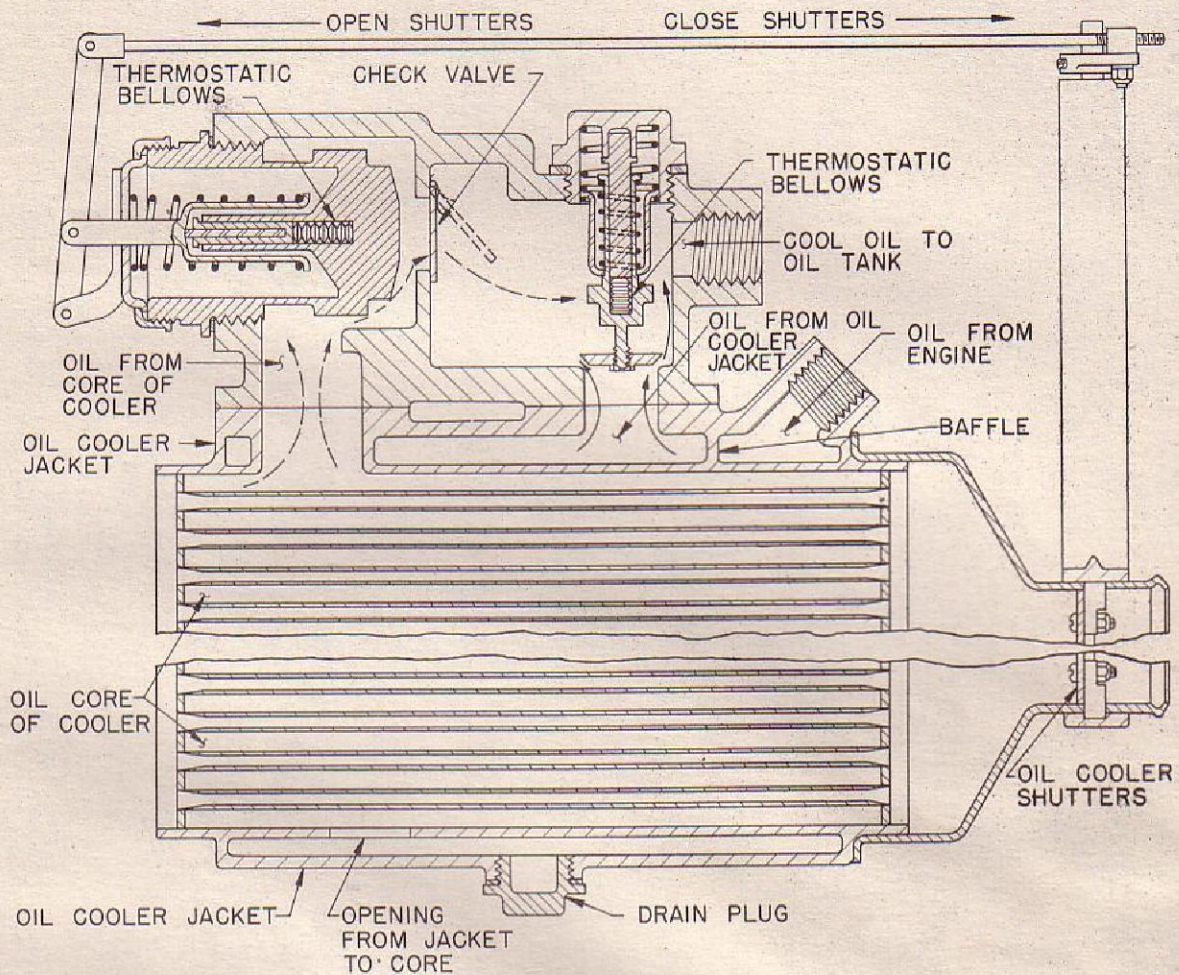 OPEN SHUTTERS
CLOSE SHUTTERS
THERMOSTATIC
BELLOWS
CHECK VALVE
THERMOSTATIC
BELLOWS
COOL OIL TO
OIL TANK
OIL FROM OIL
COOLER
JACKET
OIL FROM
ENGINE
OIL FROM
CORE OF
COOLER
OIL COOLER
JACKET
BAFFLE
OIL CORE
OF COOLER
OIL COOLER
SHUTTERS
OIL COOLER JACKET
OPENING
FROM JACKET
TO CORE
DRAIN PLUG